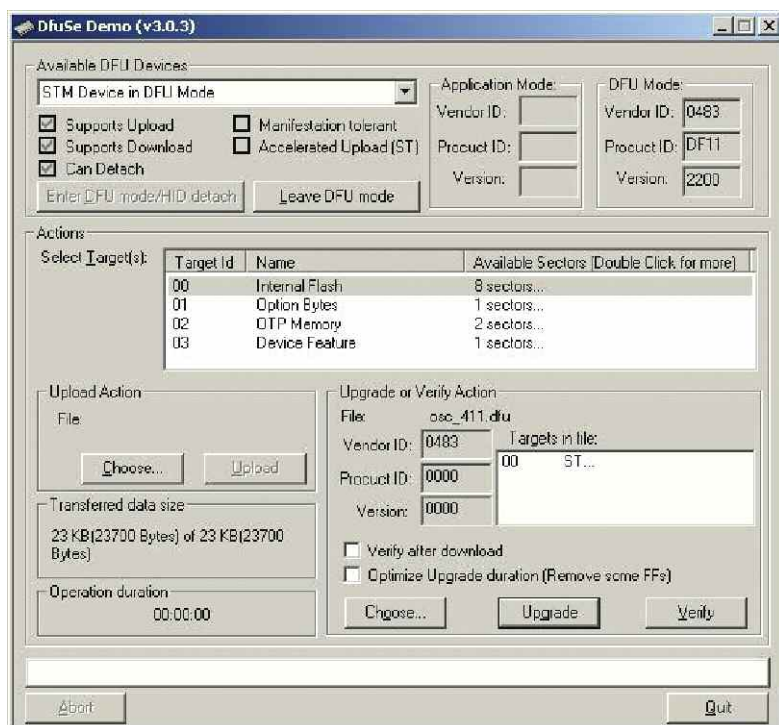 DfuSe Demo (v3.0.3)
Available DFU Devices
STM Device in DFU Mode
Supports Upload
Manifestation tolerant
Supports Download
Accelerated Upload (ST)
Can Detach
Enter DFU mode/HID detach
Leave DFU mode
Application Mode:
Vendor ID:
Procuct ID:
Version:
DFU Mode:
Vendor ID: 0483
Procuct ID: DF11
Version: 2200
Actions
Select Target(s):
Target Id Name Available Sectors (Double Click for more)
00 Internal Flash 8 sectors...
01 Option Bytes 1 sectors...
02 OTP Memory 2 sectors...
03 Device Feature 1 sectors...
Upload Action
File:
Choose... Upload
Transferred data size
23 KB(23700 Bytes) of 23 KB(23700
Bytes)
Operation duration
00:00:00
Upgrade or Verify Action
File: osc_411.dfu
Vendor ID: 0483
Procuct ID: 0000
Version: 0000
Targets in file:
00 ST...
Verify after download
Optimize Upgrade duration (Remove some FFs)
Choose... Upgrade Verify
Abort Quit